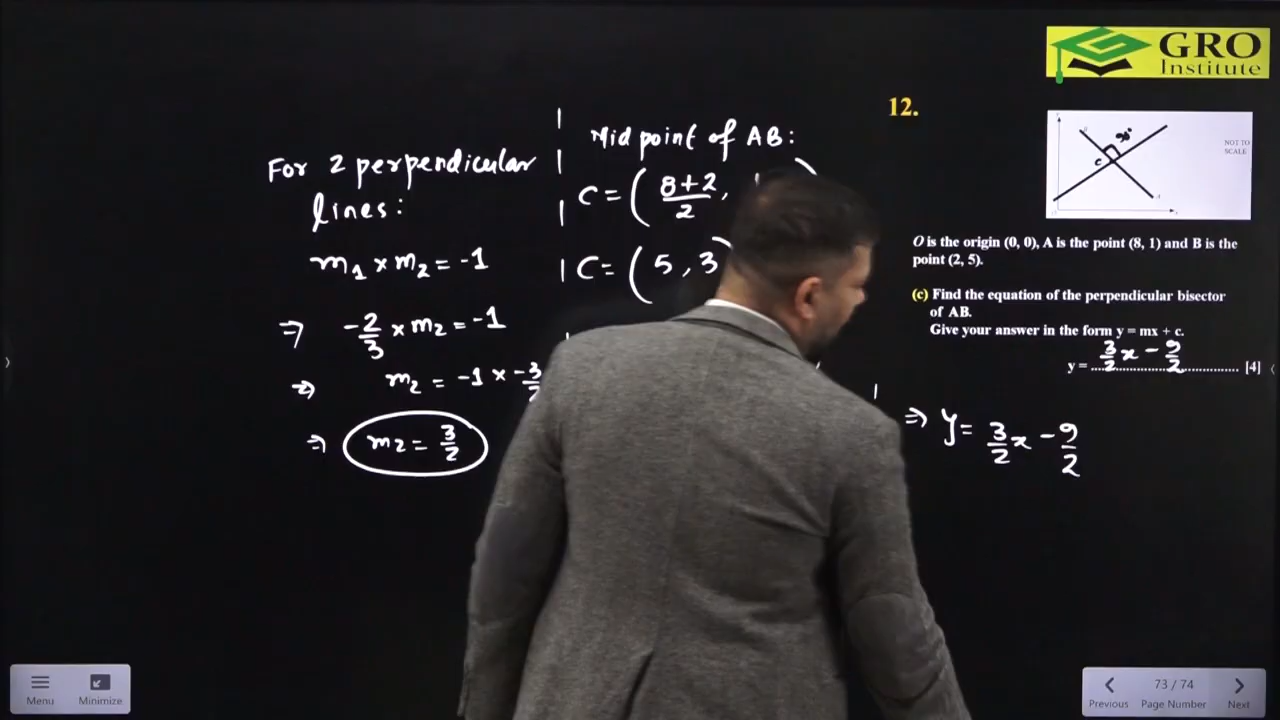 GRO
Institute
12.
NOT TO
SCALE
C
90°
O is the origin (0, 0), A is the point (8, 1) and B is the
point (2, 5).
(c) Find the equation of the perpendicular bisector
of AB.
Give your answer in the form y = mx + c.
y = 3/2 x - 9/2 [4]
For 2 perpendicular
lines:
m1 × m2 = -1
⇒ -2/3 × m2 = -1
⇒ m2 = -1 × -3/
⇒ m2 = 3/2
Mid point of AB:
C = ( 8+2/2 ,
C = ( 5 , 3 )
⇒ y = 3/2 x - 9/2
Menu
Minimize
73 / 74
Previous
Page Number
Next